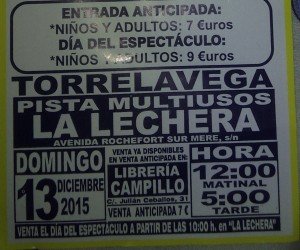 ENTRADA ANTICIPADA:
*NIÑOS Y ADULTOS: 7 €uros
DÍA DEL ESPECTÁCULO:
*NIÑOS Y ADULTOS: 9 €uros
TORRELAVEGA
PISTA MULTIUSOS
LA LECHERA
AVENIDA ROCHEFORT SUR MERE, s/n
DOMINGO
13 DICIEMBRE
2015
YA DISPONIBLES
EN VENTA ANTICIPADA EN:
LIBRERÍA
CAMPILLO
C/. Julián Ceballos, 31
VENTA ANTICIPADA 7 €
HORA
12:00
MATINAL
5:00
TARDE
VENTA EL DÍA DEL ESPECTÁCULO A PARTIR DE LAS 10:00 h. en "LA LECHERA"